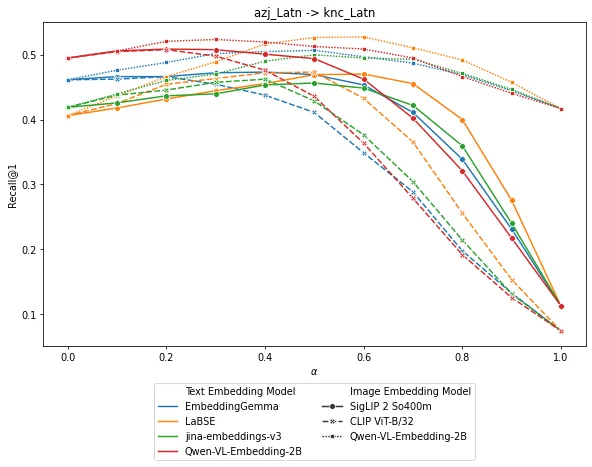 azj_Latn -> knc_Latn
Recall@1
0.5
0.4
0.3
0.2
0.1
0.0 0.2 0.4 0.6 0.8 1.0
α
Text Embedding Model Image Embedding Model
EmbeddingGemma SigLIP 2 So400m
LaBSE CLIP ViT-B/32
jina-embeddings-v3 Qwen-VL-Embedding-2B
Qwen-VL-Embedding-2B